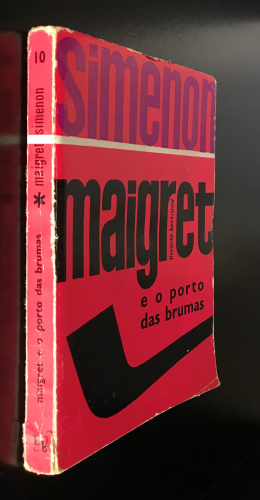 10
maigret simenon
*
maigret e o porto das brumas
simenon
maigret
e o porto
das brumas